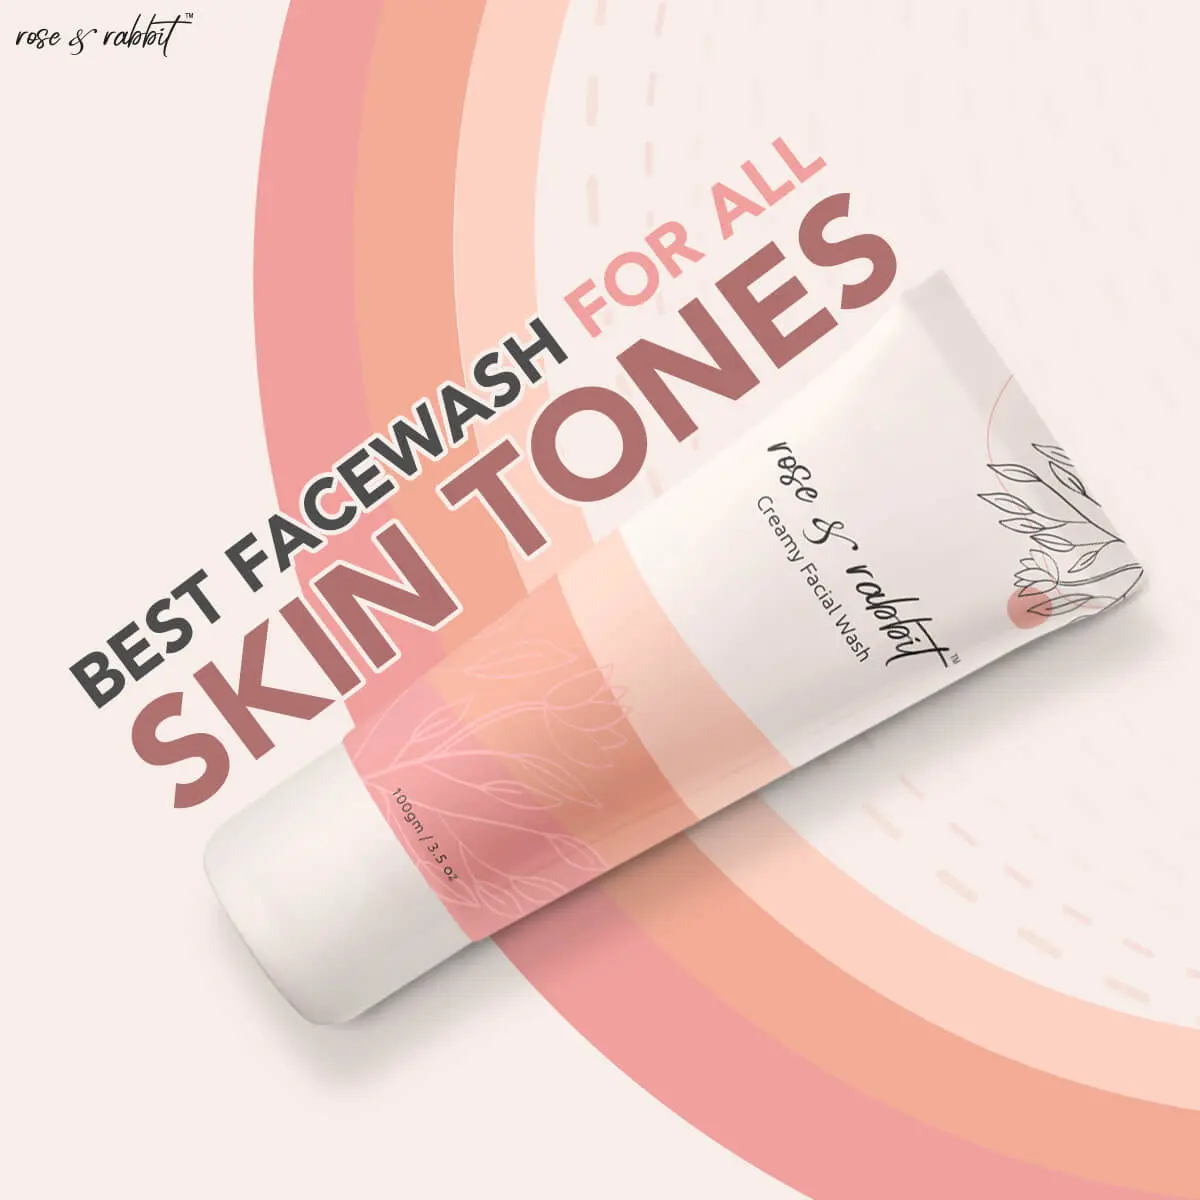 rose & rabbit™
BEST FACEWASH FOR ALL
SKIN TONES
rose & rabbit™
Creamy Facial Wash
100gm / 3.5 oz